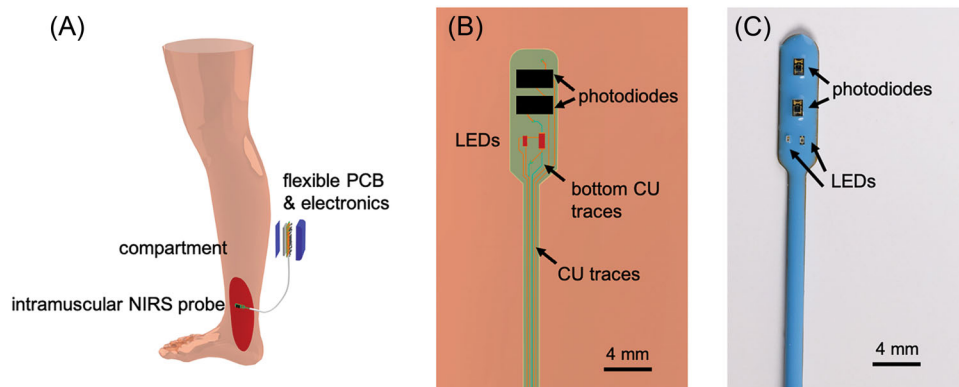 (A)
flexible PCB
& electronics
compartment
intramuscular NIRS probe
(B)
photodiodes
LEDs
bottom CU
traces
CU traces
4 mm
(C)
photodiodes
LEDs
4 mm